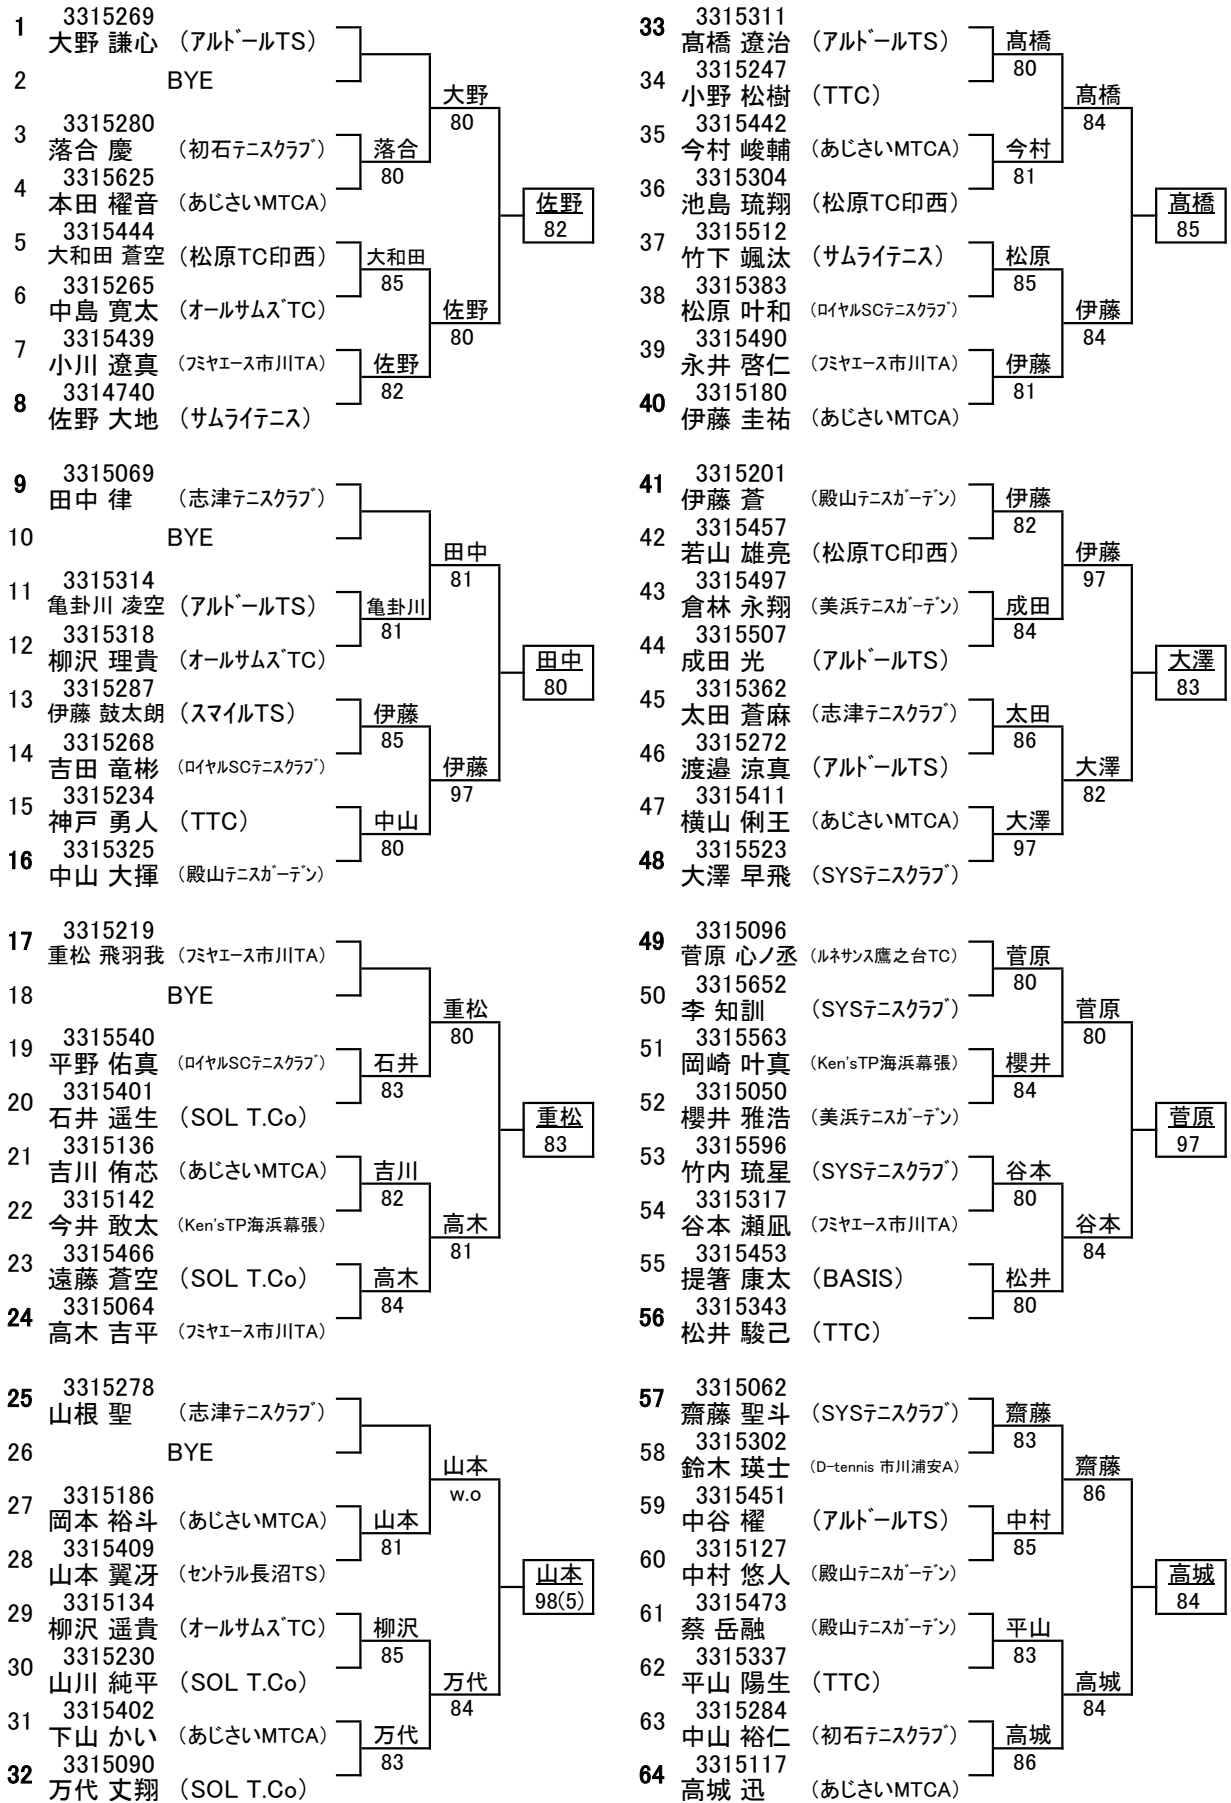 1 3315269
大野 謙心 (アルドールTS)
2 BYE
大野
80
3 3315280
落合 慶 (初石テニスクラブ) 落合
80
4 3315625
本田 櫂音 (あじさいMTCA)
佐野
82
5 3315444
大和田 蒼空 (松原TC印西) 大和田
85
6 3315265
中島 寛太 (オールサムズTC)
佐野
80
7 3315439
小川 遼真 (フミヤエース市川TA) 佐野
82
8 3314740
佐野 大地 (サムライテニス)
9 3315069
田中 律 (志津テニスクラブ)
10 BYE
田中
81
11 3315314
亀卦川 凌空 (アルドールTS) 亀卦川
81
12 3315318
柳沢 理貴 (オールサムズTC)
田中
80
13 3315287
伊藤 鼓太朗 (スマイルTS) 伊藤
85
14 3315268
吉田 竜彬 (ロイヤルSCテニスクラブ)
伊藤
97
15 3315234
神戸 勇人 (TTC) 中山
80
16 3315325
中山 大揮 (殿山テニスガーデン)
17 3315219
重松 飛羽我 (フミヤエース市川TA)
18 BYE
重松
80
19 3315540
平野 佑真 (ロイヤルSCテニスクラブ) 石井
83
20 3315401
石井 遥生 (SOL T.Co)
重松
83
21 3315136
吉川 侑芯 (あじさいMTCA) 吉川
82
22 3315142
今井 敢太 (Ken'sTP海浜幕張)
高木
81
23 3315466
遠藤 蒼空 (SOL T.Co) 高木
84
24 3315064
高木 吉平 (フミヤエース市川TA)
25 3315278
山根 聖 (志津テニスクラブ)
26 BYE
山本
w.o
27 3315186
岡本 裕斗 (あじさいMTCA) 山本
81
28 3315409
山本 翼冴 (セントラル長沼TS)
山本
98(5)
29 3315134
柳沢 遥貴 (オールサムズTC) 柳沢
85
30 3315230
山川 純平 (SOL T.Co)
万代
84
31 3315402
下山 かい (あじさいMTCA) 万代
83
32 3315090
万代 丈翔 (SOL T.Co)
33 3315311
髙橋 遼治 (アルドールTS) 髙橋
80
34 3315247
小野 松樹 (TTC)
髙橋
84
35 3315442
今村 峻輔 (あじさいMTCA) 今村
81
36 3315304
池島 琉翔 (松原TC印西)
髙橋
85
37 3315512
竹下 颯汰 (サムライテニス) 松原
85
38 3315383
松原 叶和 (ロイヤルSCテニスクラブ)
伊藤
84
39 3315490
永井 啓仁 (フミヤエース市川TA) 伊藤
81
40 3315180
伊藤 圭祐 (あじさいMTCA)
41 3315201
伊藤 蒼 (殿山テニスガーデン) 伊藤
82
42 3315457
若山 雄亮 (松原TC印西)
伊藤
97
43 3315497
倉林 永翔 (美浜テニスガーデン) 成田
84
44 3315507
成田 光 (アルドールTS)
大澤
83
45 3315362
太田 蒼麻 (志津テニスクラブ) 太田
86
46 3315272
渡邉 涼真 (アルドールTS)
大澤
82
47 3315411
横山 俐王 (あじさいMTCA) 大澤
97
48 3315523
大澤 早飛 (SYSテニスクラブ)
49 3315096
菅原 心ノ丞 (ルネサンス鷹之台TC) 菅原
80
50 3315652
李 知訓 (SYSテニスクラブ)
菅原
80
51 3315563
岡崎 叶真 (Ken'sTP海浜幕張) 櫻井
84
52 3315050
櫻井 雅浩 (美浜テニスガーデン)
菅原
97
53 3315596
竹内 琉星 (SYSテニスクラブ) 谷本
80
54 3315317
谷本 瀬凪 (フミヤエース市川TA)
谷本
84
55 3315453
提箸 康太 (BASIS) 松井
80
56 3315343
松井 駿己 (TTC)
57 3315062
齋藤 聖斗 (SYSテニスクラブ) 齋藤
83
58 3315302
鈴木 瑛士 (D-tennis 市川浦安A)
齋藤
86
59 3315451
中谷 櫂 (アルドールTS) 中村
85
60 3315127
中村 悠人 (殿山テニスガーデン)
高城
84
61 3315473
蔡 岳融 (殿山テニスガーデン) 平山
83
62 3315337
平山 陽生 (TTC)
高城
84
63 3315284
中山 裕仁 (初石テニスクラブ) 高城
86
64 3315117
高城 迅 (あじさいMTCA)